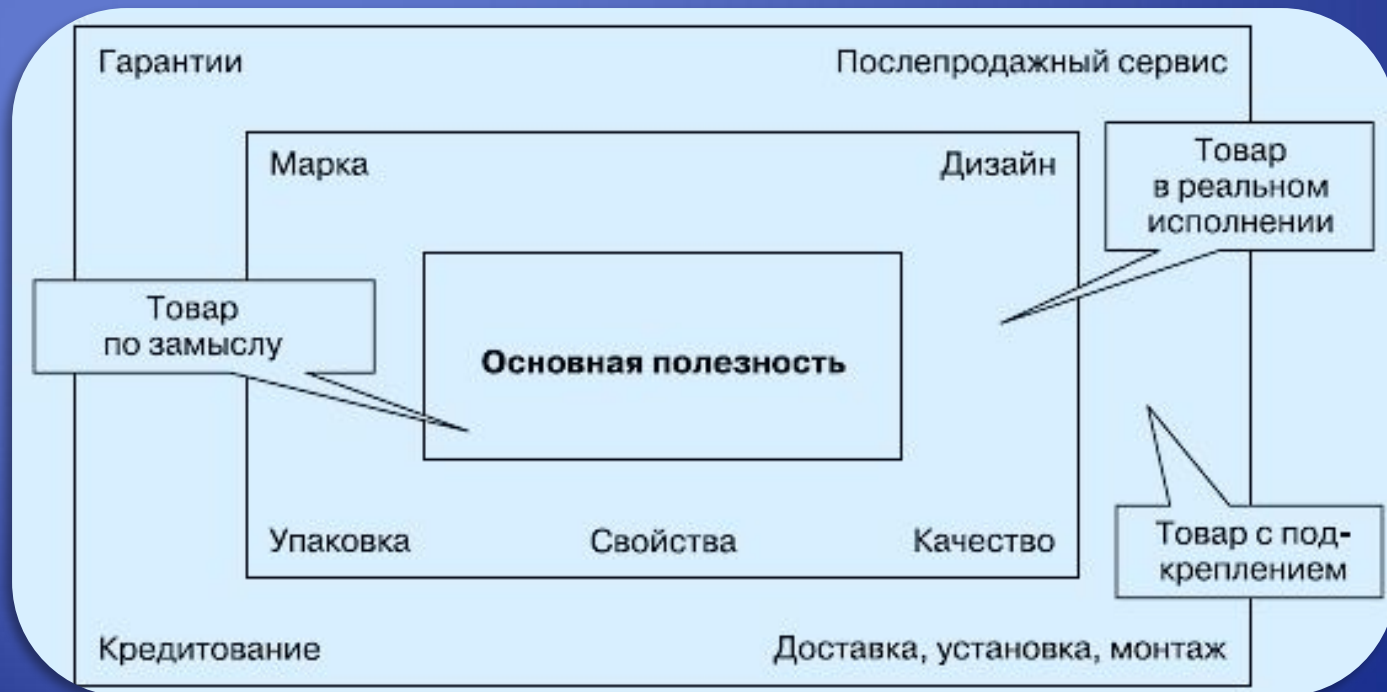 Гарантии
Послепродажный сервис
Марка
Дизайн
Товар
в реальном
исполнении
Товар
по замыслу
Основная полезность
Упаковка
Свойства
Качество
Товар с под-
креплением
Кредитование
Доставка, установка, монтаж